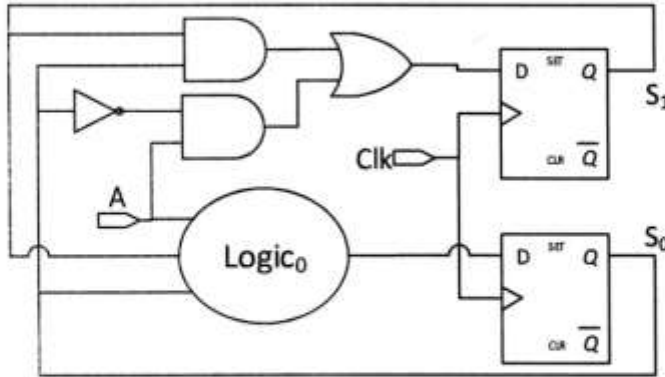 D SET Q
S₁
Clk
CLR Q̅
A
S₀
Logic₀
D SET Q
CLR Q̅